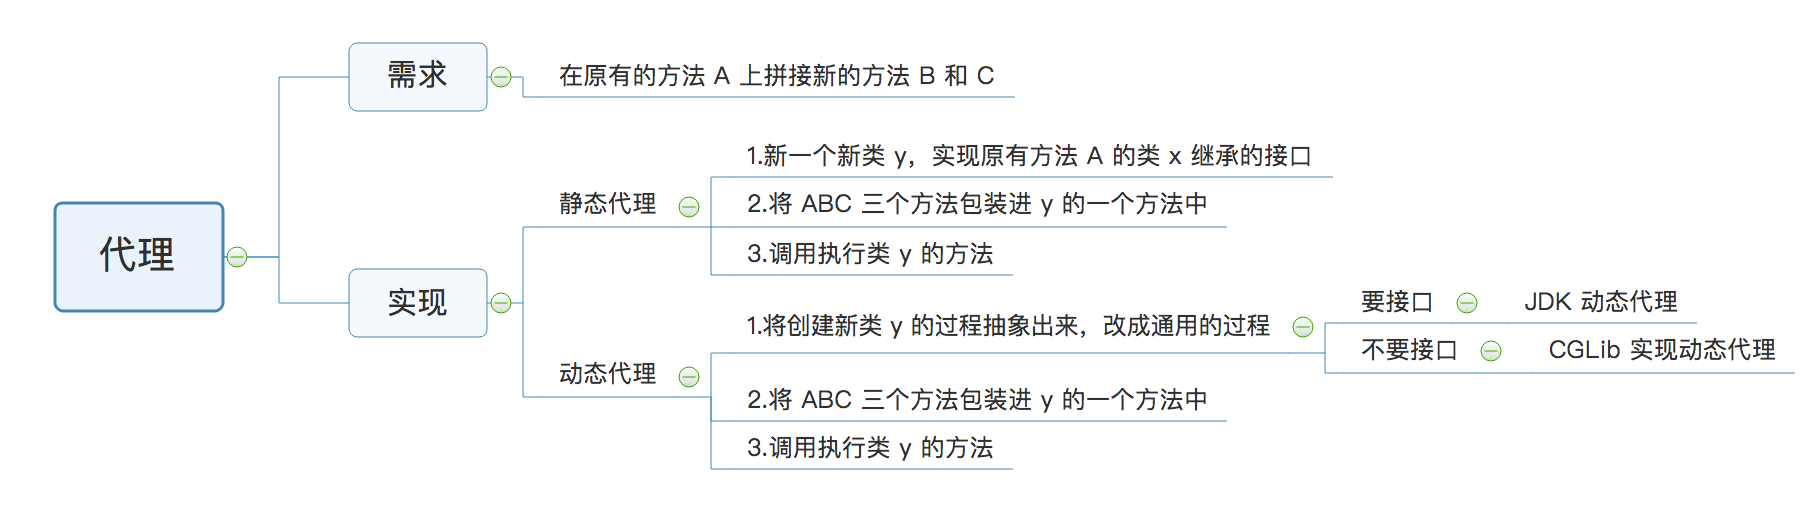 代理
需求
在原有的方法 A 上拼接新的方法 B 和 C
实现
静态代理
1.新一个新类 y，实现原有方法 A 的类 x 继承的接口
2.将 ABC 三个方法包装进 y 的一个方法中
3.调用执行类 y 的方法
动态代理
1.将创建新类 y 的过程抽象出来，改成通用的过程
要接口
JDK 动态代理
不要接口
CGLib 实现动态代理
2.将 ABC 三个方法包装进 y 的一个方法中
3.调用执行类 y 的方法